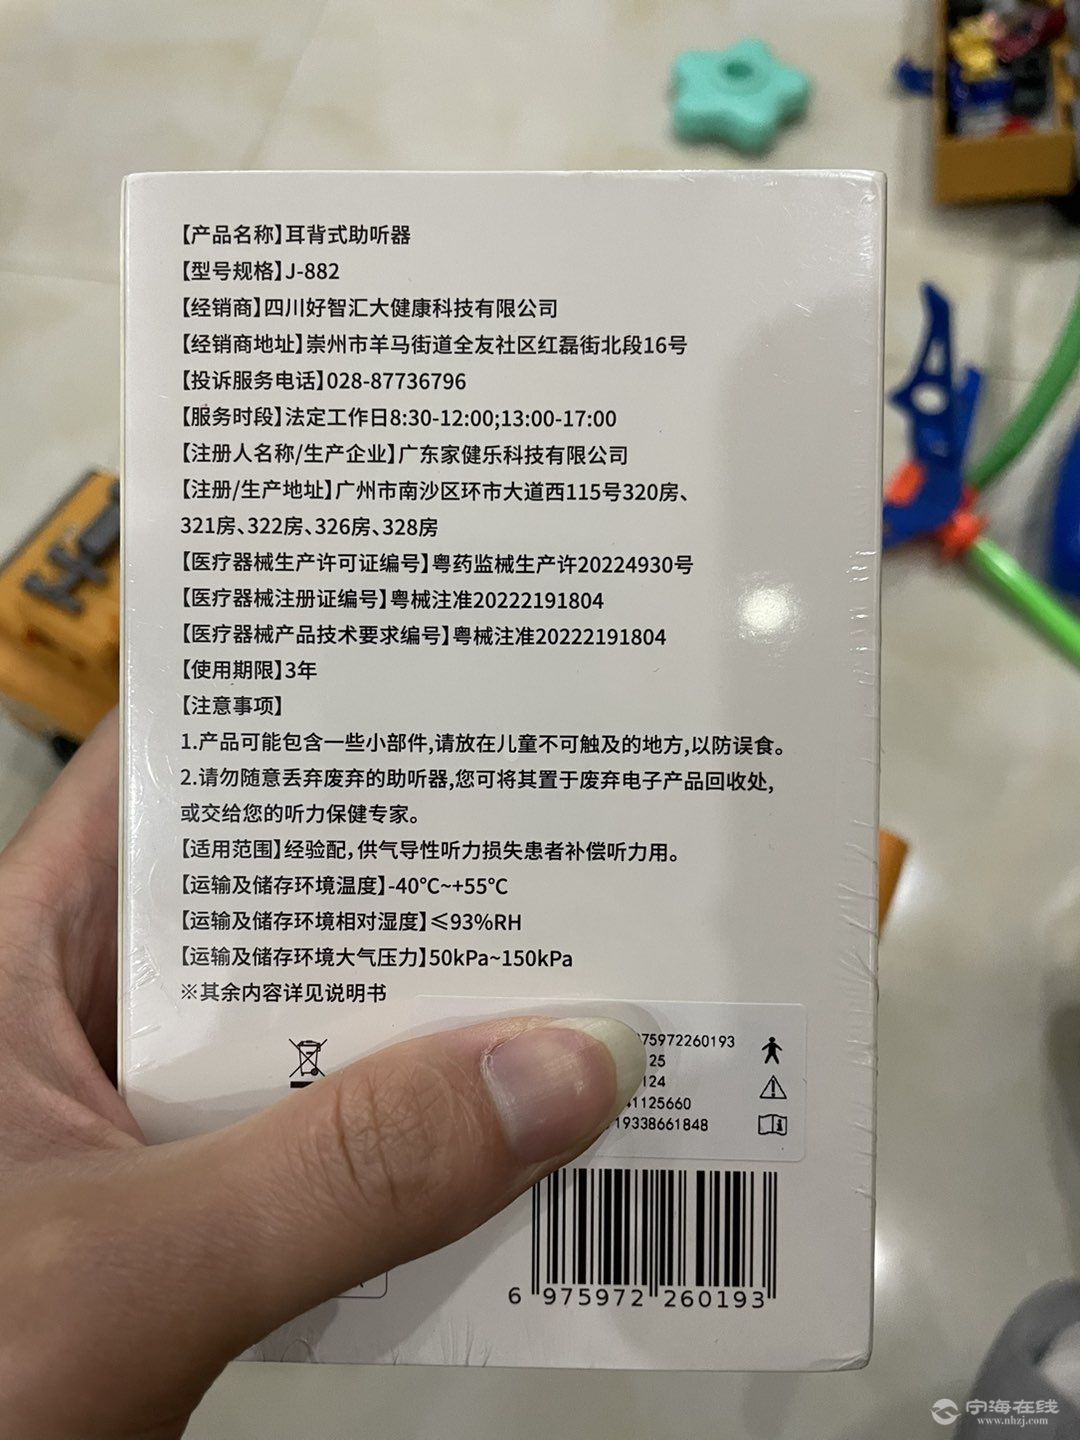 【产品名称】耳背式助听器
【型号规格】J-882
【经销商】四川好智汇大健康科技有限公司
【经销商地址】崇州市羊马街道全友社区红磊街北段16号
【投诉服务电话】028-87736796
【服务时段】法定工作日8:30-12:00;13:00-17:00
【注册人名称/生产企业】广东家健乐科技有限公司
【注册/生产地址】广州市南沙区环市大道西115号320房、
321房、322房、326房、328房
【医疗器械生产许可证编号】粤药监械生产许20224930号
【医疗器械注册证编号】粤械注准20222191804
【医疗器械产品技术要求编号】粤械注准20222191804
【使用期限】3年
【注意事项】
1.产品可能包含一些小部件,请放在儿童不可触及的地方,以防误食。
2.请勿随意丢弃废弃的助听器,您可将其置于废弃电子产品回收处,
或交给您的听力保健专家。
【适用范围】经验配，供气导性听力损失患者补偿听力用。
【运输及储存环境温度】-40℃~+55℃
【运输及储存环境相对湿度】≤93%RH
【运输及储存环境大气压力】50kPa~150kPa
※其余内容详见说明书
75972260193
25
124
41125660
19338661848
6 975972 260193
宁海在线
www.nhzj.com